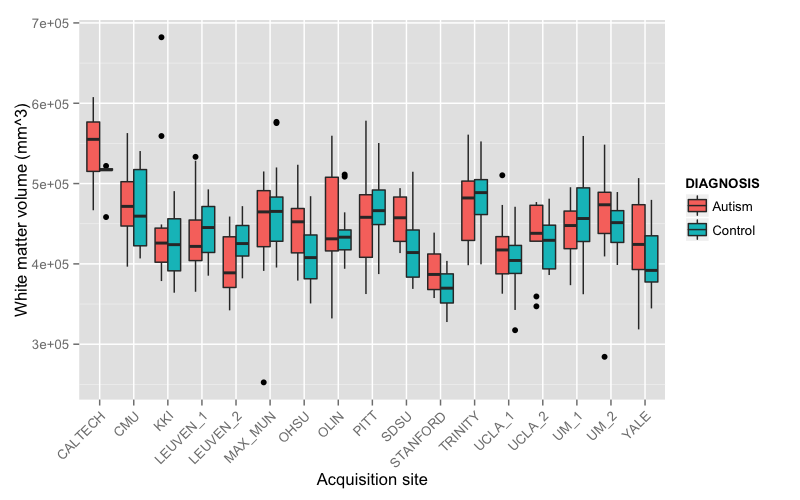 White matter volume (mm^3)
7e+05
6e+05
5e+05
4e+05
3e+05
CALTECH
CMU
KKI
LEUVEN_1
LEUVEN_2
MAX_MUN
OHSU
OLIN
PITT
SDSU
STANFORD
TRINITY
UCLA_1
UCLA_2
UM_1
UM_2
YALE
Acquisition site
DIAGNOSIS
Autism
Control